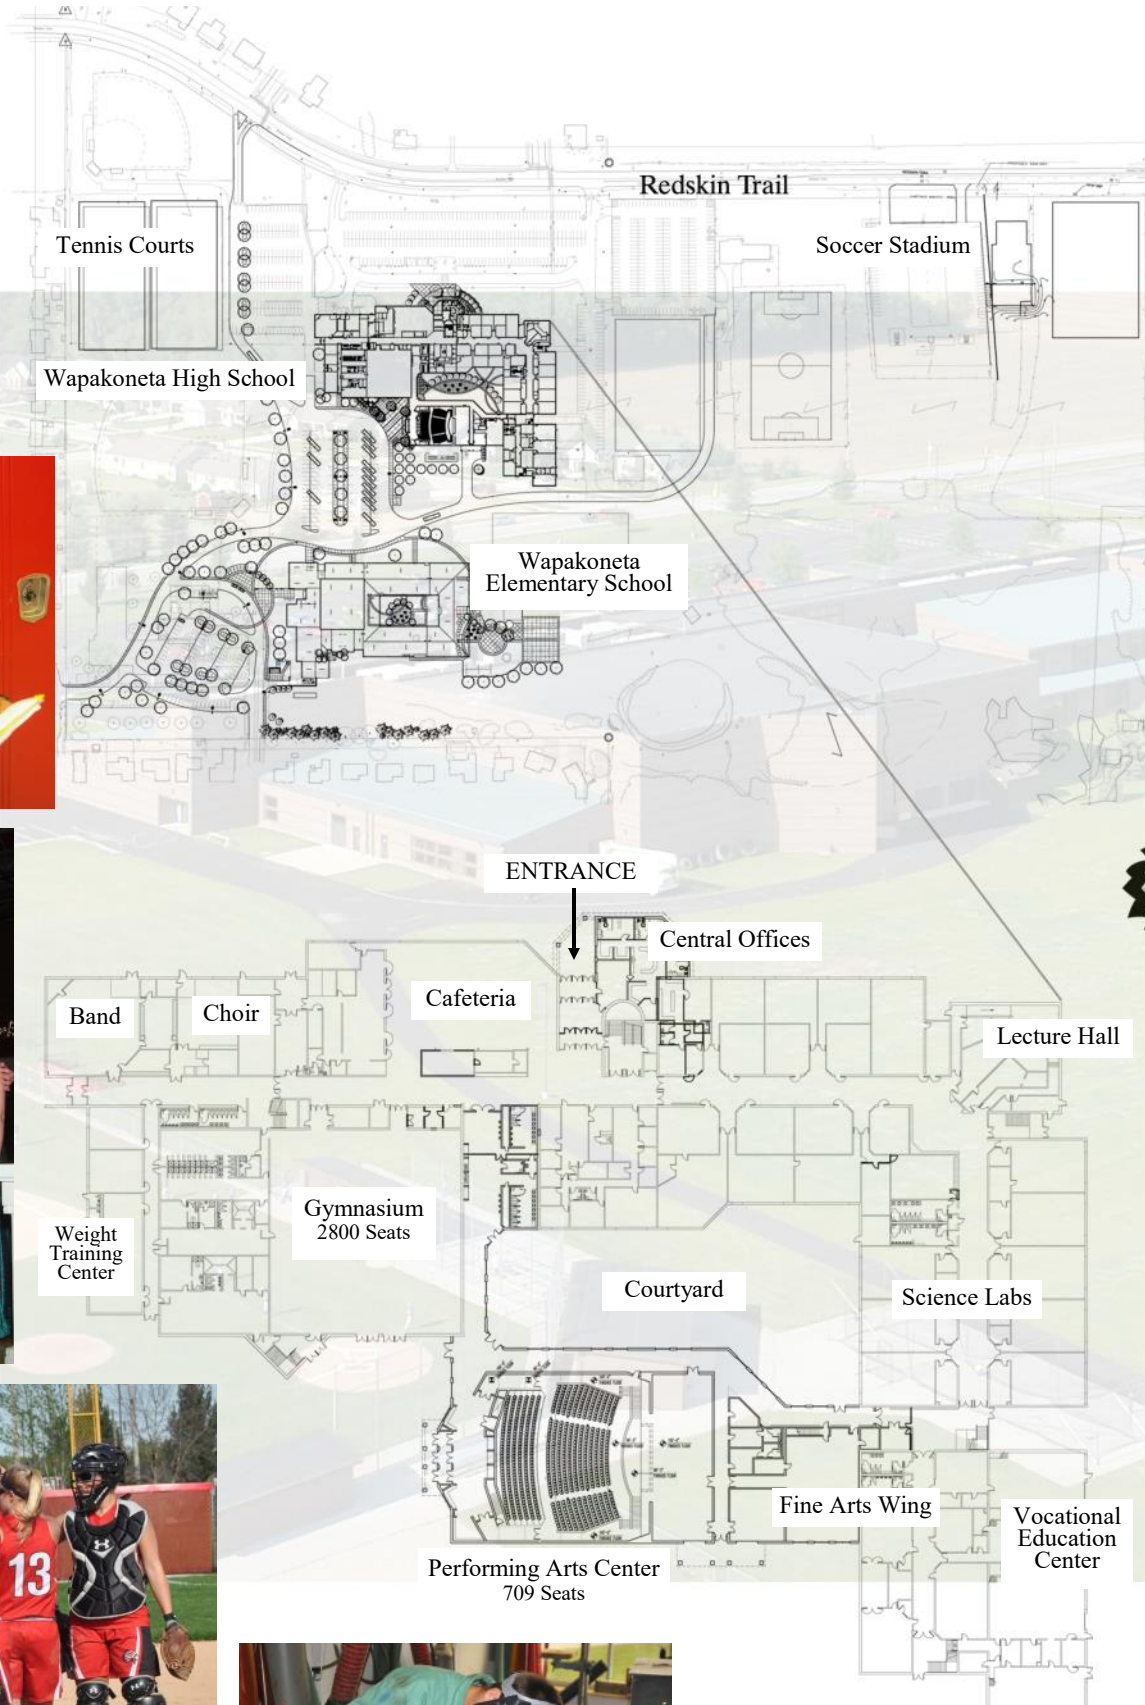 Redskin Trail
Tennis Courts
Soccer Stadium
Wapakoneta High School
Wapakoneta
Elementary School
ENTRANCE
Central Offices
Cafeteria
Choir
Band
Lecture Hall
Gymnasium
2800 Seats
Weight
Training
Center
Courtyard
Science Labs
Fine Arts Wing
Vocational
Education
Center
Performing Arts Center
709 Seats
13